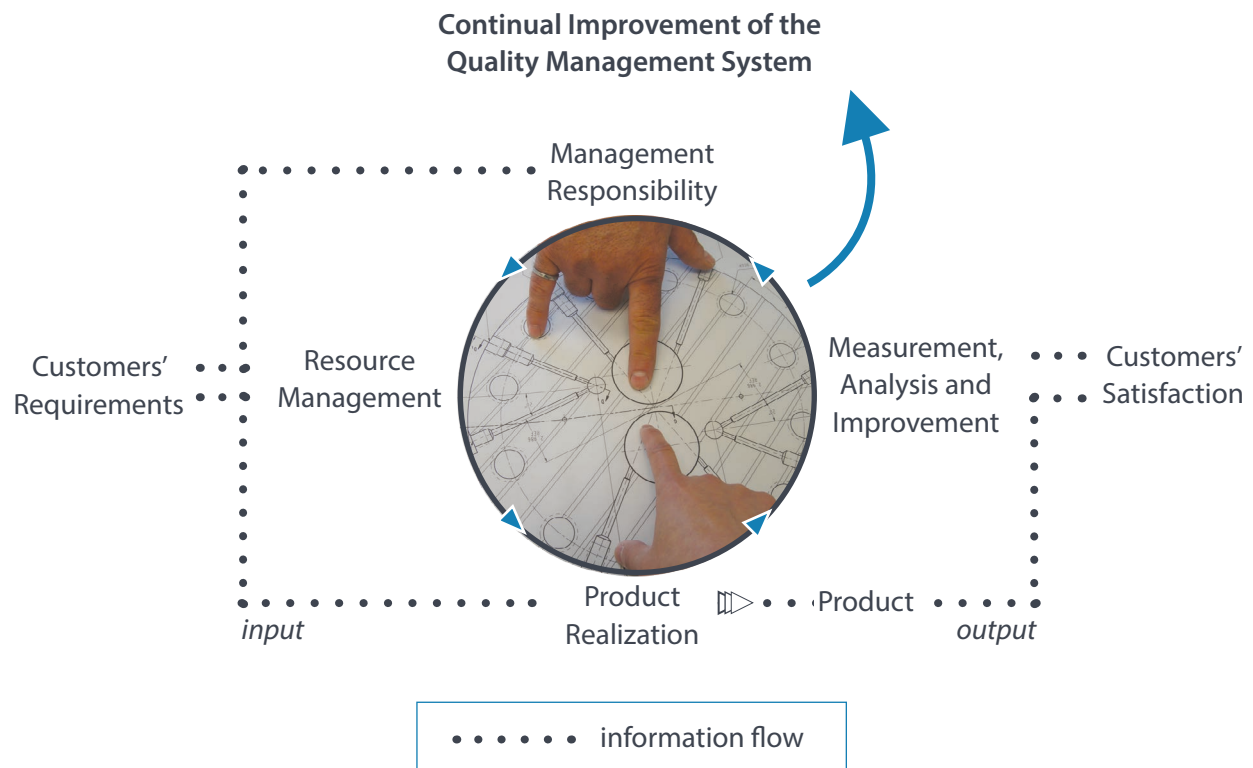 Continual Improvement of the
Quality Management System
Management
Responsibility
Customers’
Requirements
Resource
Management
Measurement,
Analysis and
Improvement
Customers’
Satisfaction
Product
Realization
Product
input
output
information flow